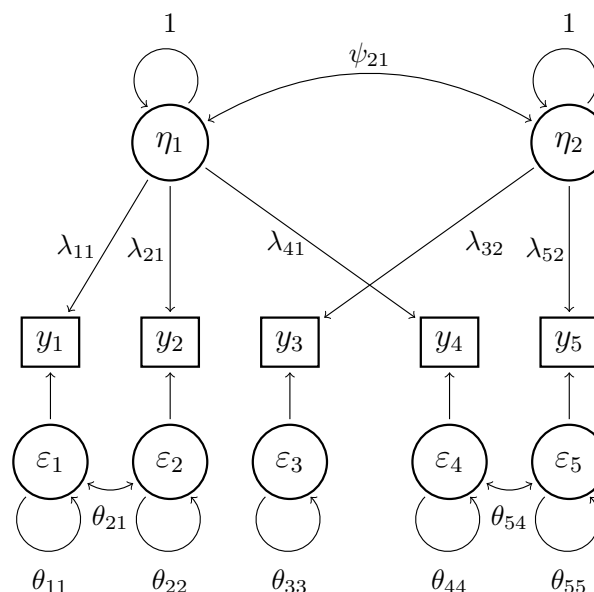 1 1
ψ21
η1 η2
λ11 λ21 λ41 λ32 λ52
y1 y2 y3 y4 y5
ε1 ε2 ε3 ε4 ε5
θ21 θ54
θ11 θ22 θ33 θ44 θ55